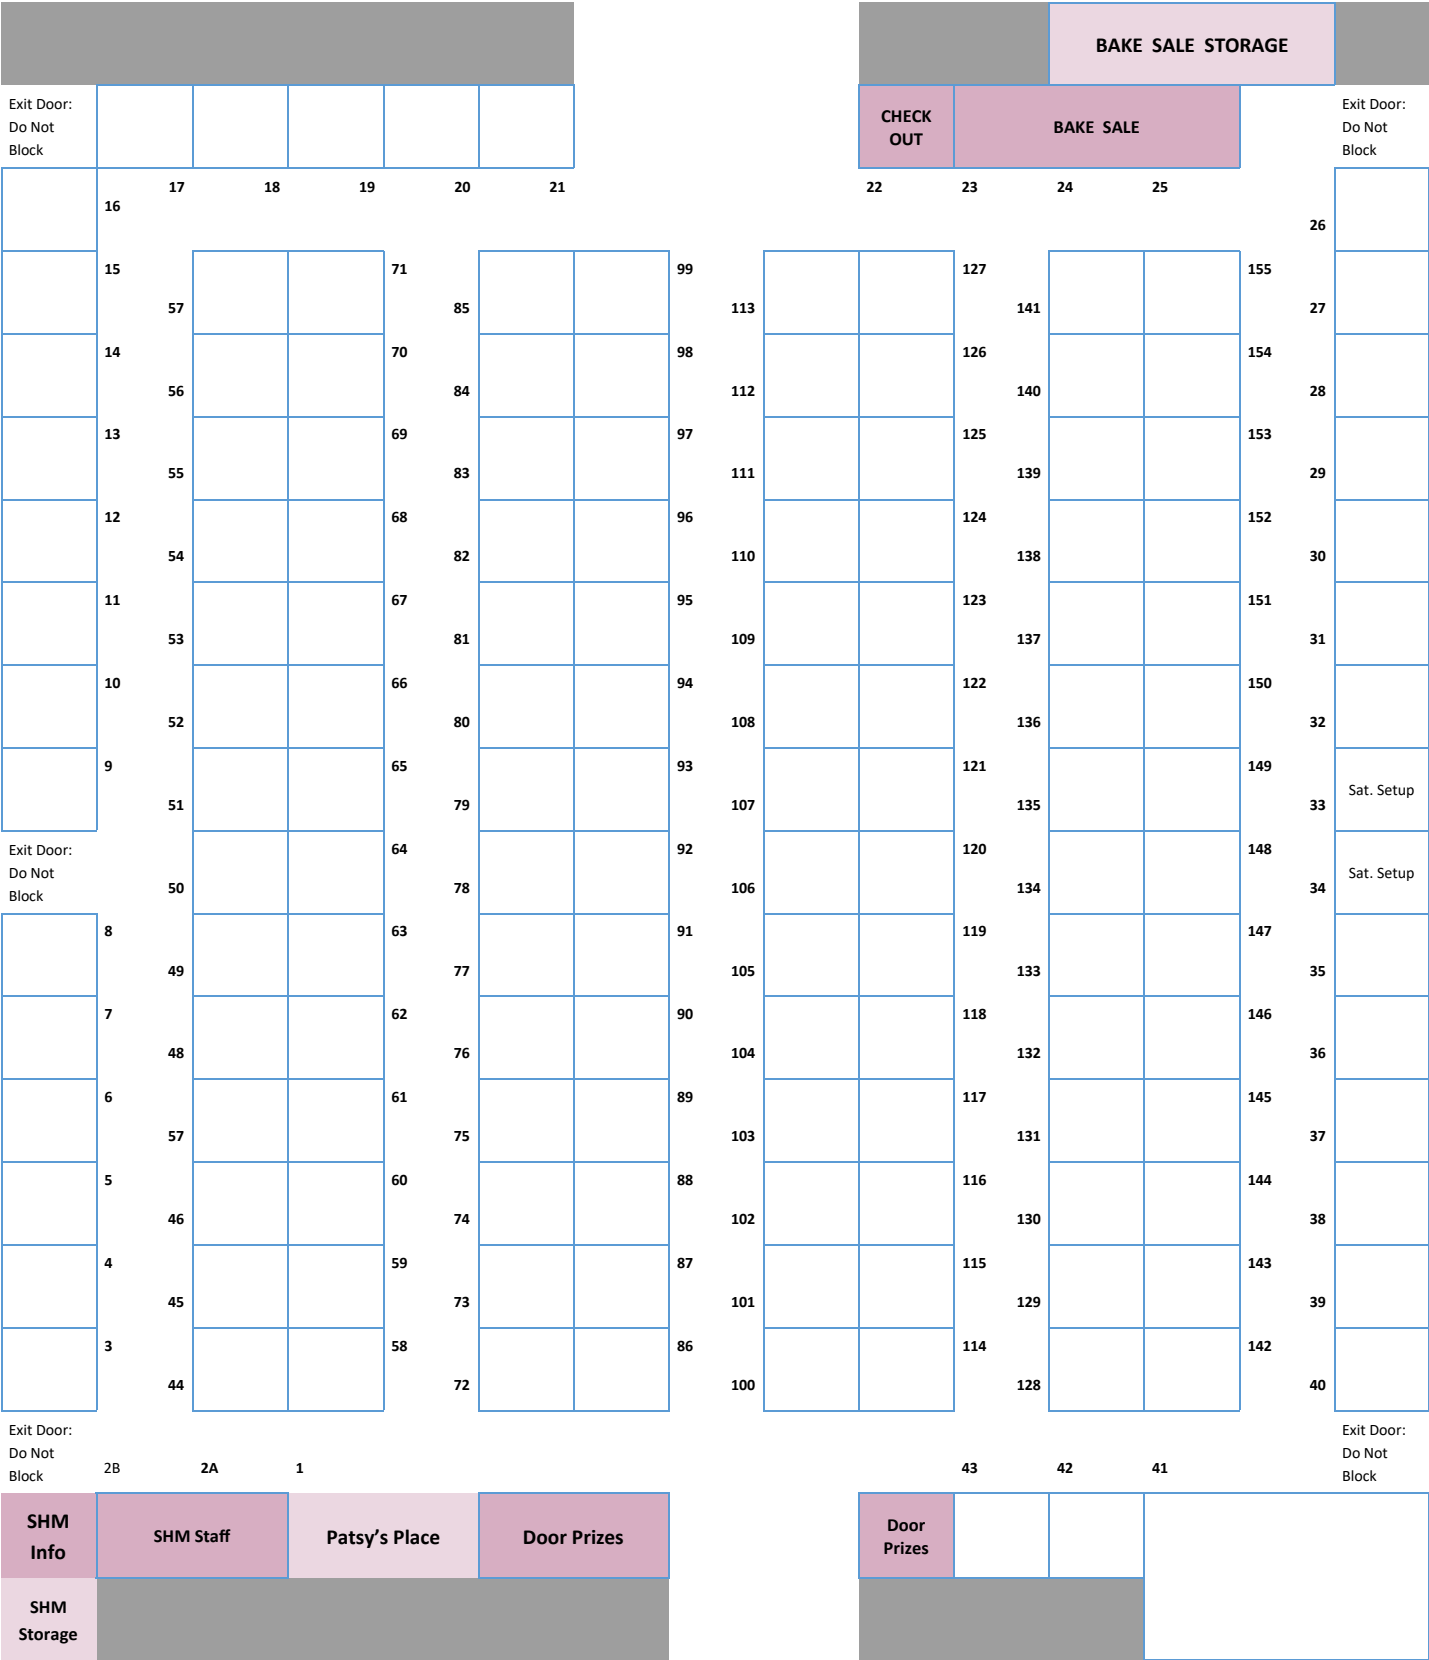 BAKE SALE STORAGE
Exit Door:
Do Not
Block
CHECK
OUT
BAKE SALE
Exit Door:
Do Not
Block
17 18 19 20 21 22 23 24 25
16
26
15 71 99 127 155
57 85 113 141 27
14 70 98 126 154
56 84 112 140 28
13 69 97 125 153
55 83 111 139 29
12 68 96 124 152
54 82 110 138 30
11 67 95 123 151
53 81 109 137 31
10 66 94 122 150
52 80 108 136 32
9 65 93 121 149
Sat. Setup
51 79 107 135 33
Exit Door:
Do Not
Block
64 92 120 148
Sat. Setup
50 78 106 134 34
8 63 91 119 147
49 77 105 133 35
7 62 90 118 146
48 76 104 132 36
6 61 89 117 145
57 75 103 131 37
5 60 88 116 144
46 74 102 130 38
4 59 87 115 143
45 73 101 129 39
3 58 86 114 142
44 72 100 128 40
Exit Door:
Do Not
Block
2B 2A 1 43 42 41
Exit Door:
Do Not
Block
SHM
Info
SHM Staff
Patsy's Place
Door Prizes
Door
Prizes
SHM
Storage